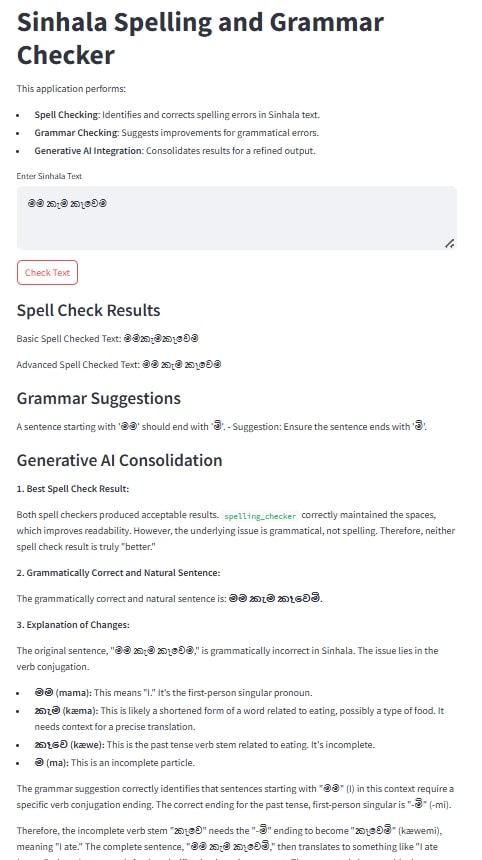 Sinhala Spelling and Grammar
Checker
This application performs:
• Spell Checking: Identifies and corrects spelling errors in Sinhala text.
• Grammar Checking: Suggests improvements for grammatical errors.
• Generative AI Integration: Consolidates results for a refined output.
Enter Sinhala Text
මම කෑම කෑවෙම
Check Text
Spell Check Results
Basic Spell Checked Text: මමකෑමකෑවෙම
Advanced Spell Checked Text: මම කෑම කෑවෙම
Grammar Suggestions
A sentence starting with 'මම' should end with 'මි'. - Suggestion: Ensure the sentence ends with 'මි'.
Generative AI Consolidation
1. Best Spell Check Result:
Both spell checkers produced acceptable results. spelling_checker correctly maintained the spaces,
which improves readability. However, the underlying issue is grammatical, not spelling. Therefore, neither
spell check result is truly "better."
2. Grammatically Correct and Natural Sentence:
The grammatically correct and natural sentence is: මම කෑම කෑවෙමි.
3. Explanation of Changes:
The original sentence, "මම කෑම කෑවෙම," is grammatically incorrect in Sinhala. The issue lies in the
verb conjugation.
• මම (mama): This means "I." It's the first-person singular pronoun.
• කෑම (kæma): This is likely a shortened form of a word related to eating, possibly a type of food. It
needs context for a precise translation.
• කෑවෙ (kæwe): This is the past tense verb stem related to eating. It's incomplete.
• ම (ma): This is an incomplete particle.
The grammar suggestion correctly identifies that sentences starting with "මම" (I) in this context require a
specific verb conjugation ending. The correct ending for the past tense, first-person singular is "-මි" (-mi).
Therefore, the incomplete verb stem "කෑවෙ" needs the "-මි" ending to become "කෑවෙමි" (kæwemi),
meaning "I ate." The complete sentence, "මම කෑම කෑවෙමි," then translates to something like "I ate